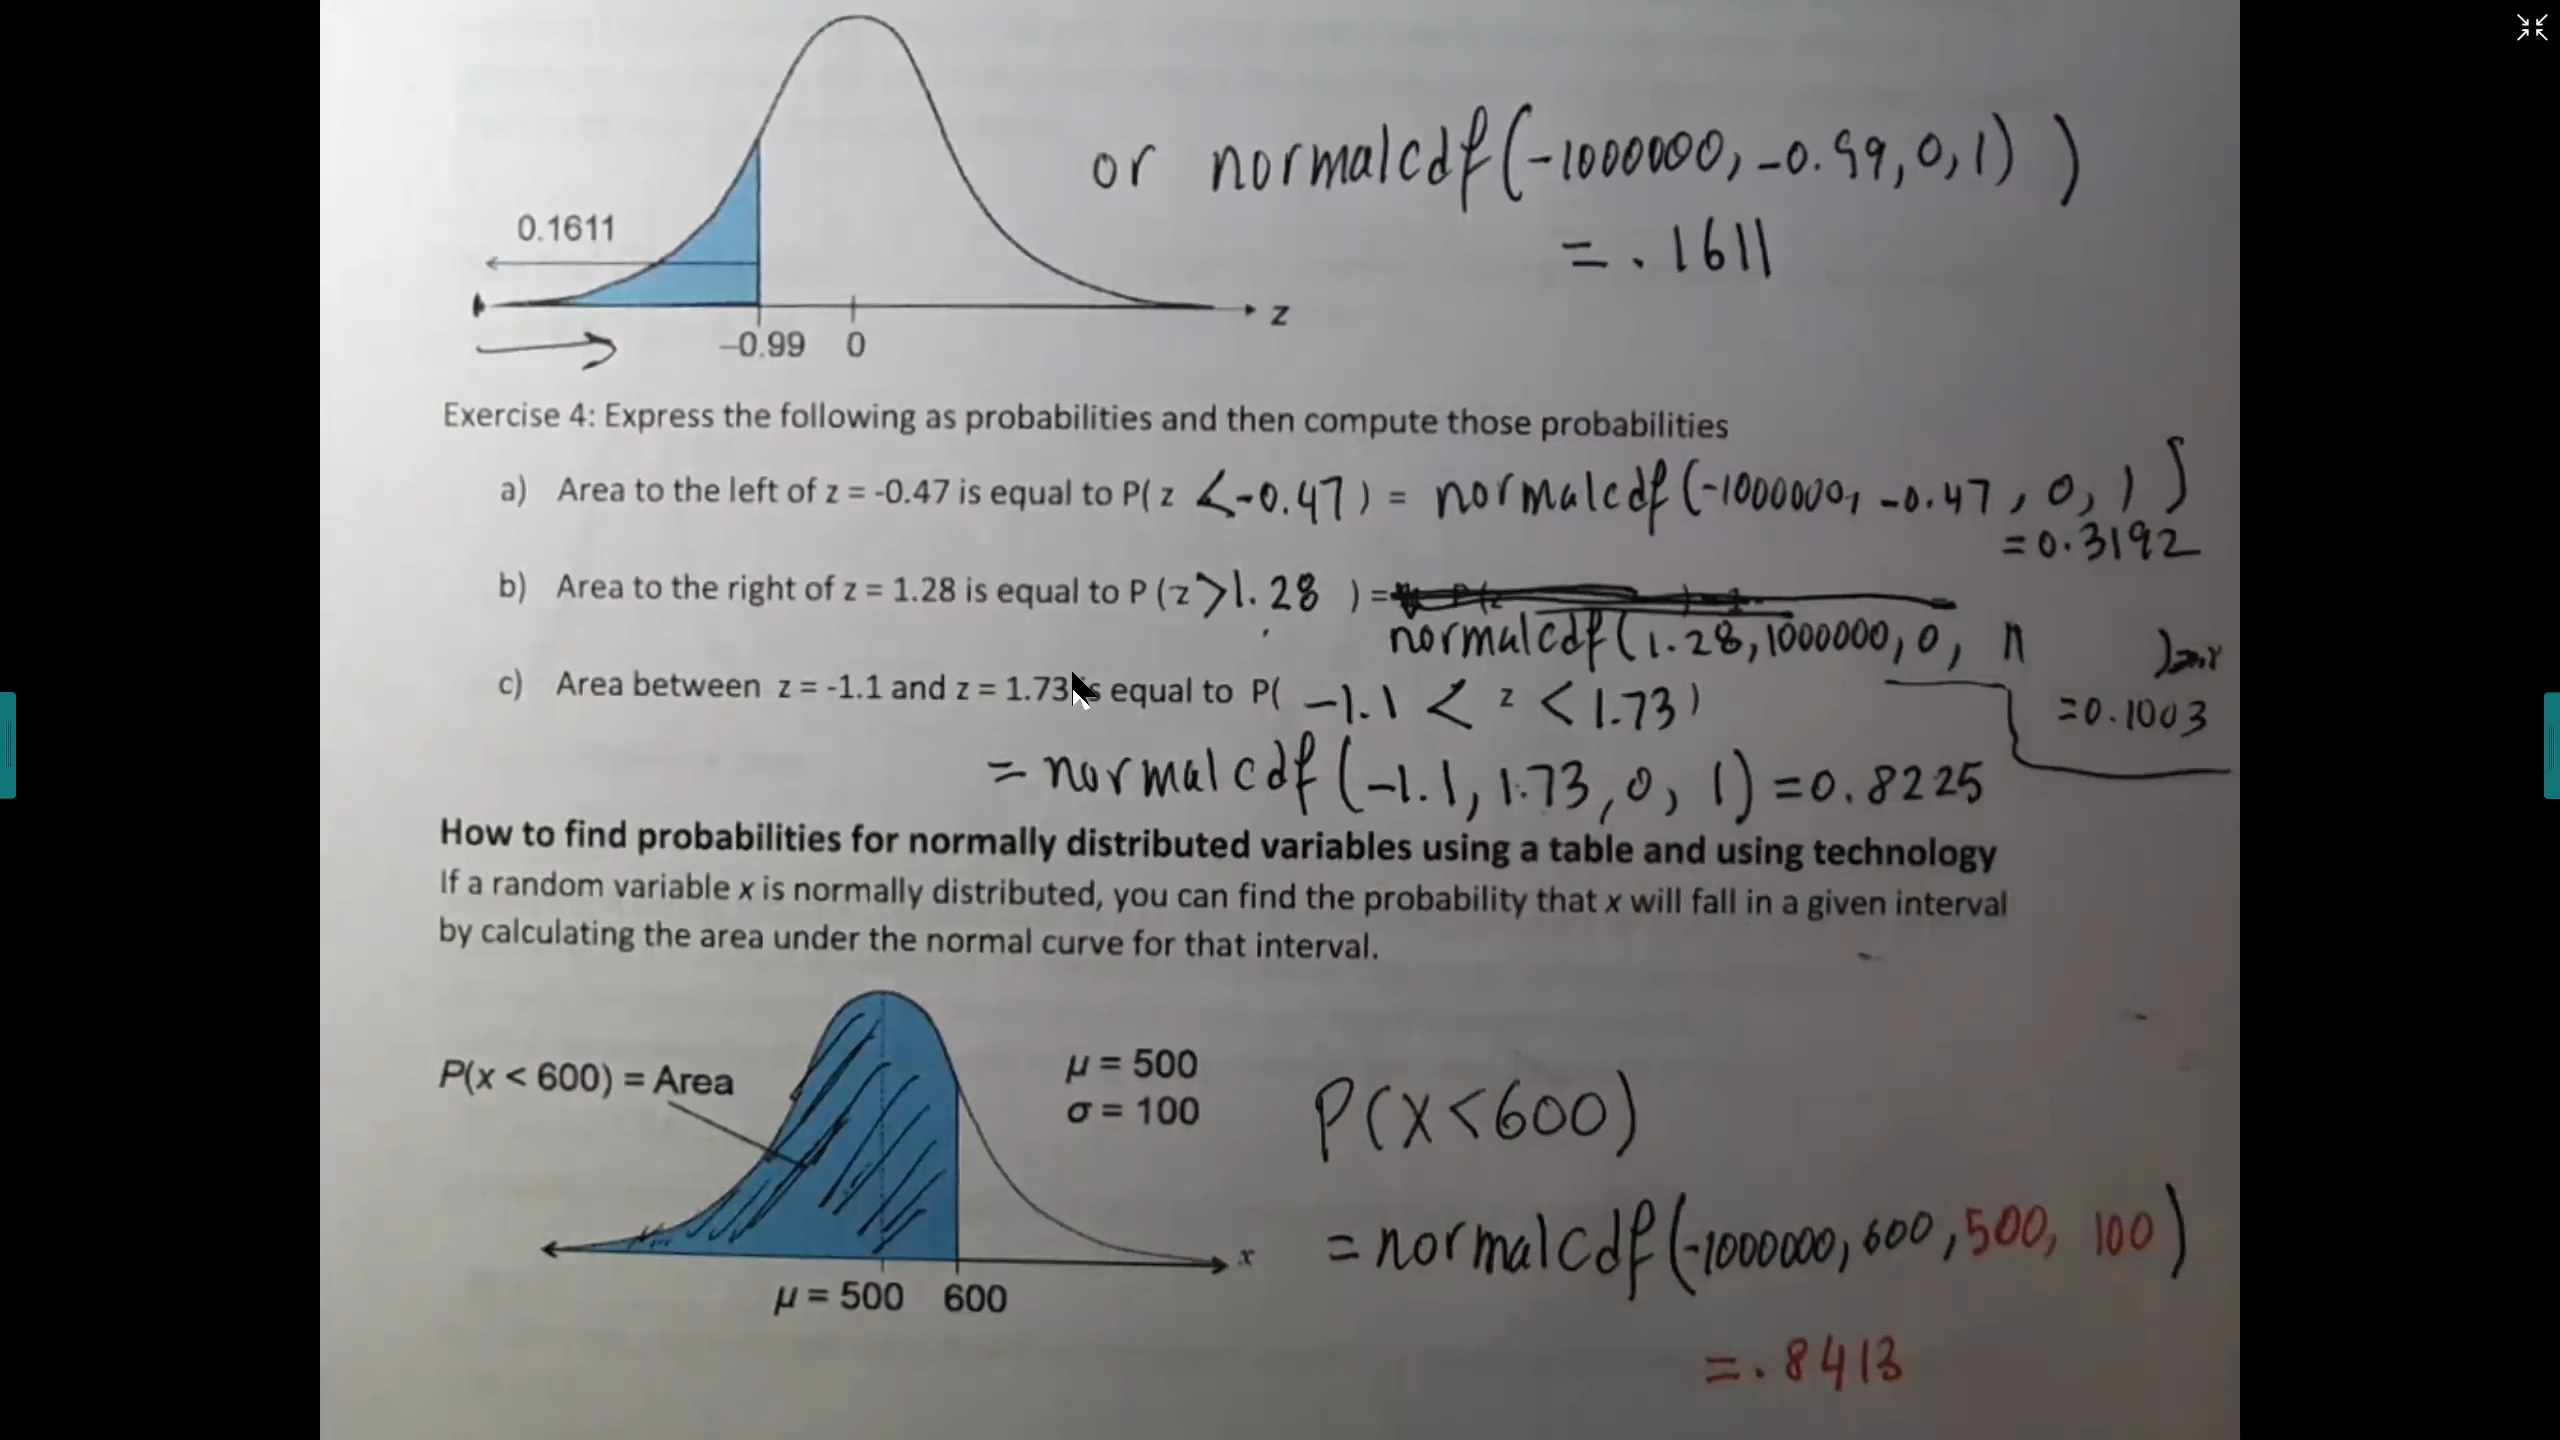 or normalcdf(-1000000, -0.99, 0, 1) )
= .1611
0.1611
z
-0.99 0
Exercise 4: Express the following as probabilities and then compute those probabilities
a) Area to the left of z = -0.47 is equal to P( z <-0.47 ) = normalcdf(-1000000, -0.47, 0, 1)
=0.3192
b) Area to the right of z = 1.28 is equal to P (z >1.28 ) =
normalcdf(1.28, 1000000, 0, )
c) Area between z = -1.1 and z = 1.73 is equal to P( -1.1 < z < 1.73 )
=0.1003
= normalcdf(-1.1, 1.73, 0, 1) =0.8225
How to find probabilities for normally distributed variables using a table and using technology
If a random variable x is normally distributed, you can find the probability that x will fall in a given interval
by calculating the area under the normal curve for that interval.
P(x < 600) = Area
μ = 500
σ = 100
P(X<600)
= normalcdf(-1000000, 600, 500, 100)
x
μ = 500 600
= .8413